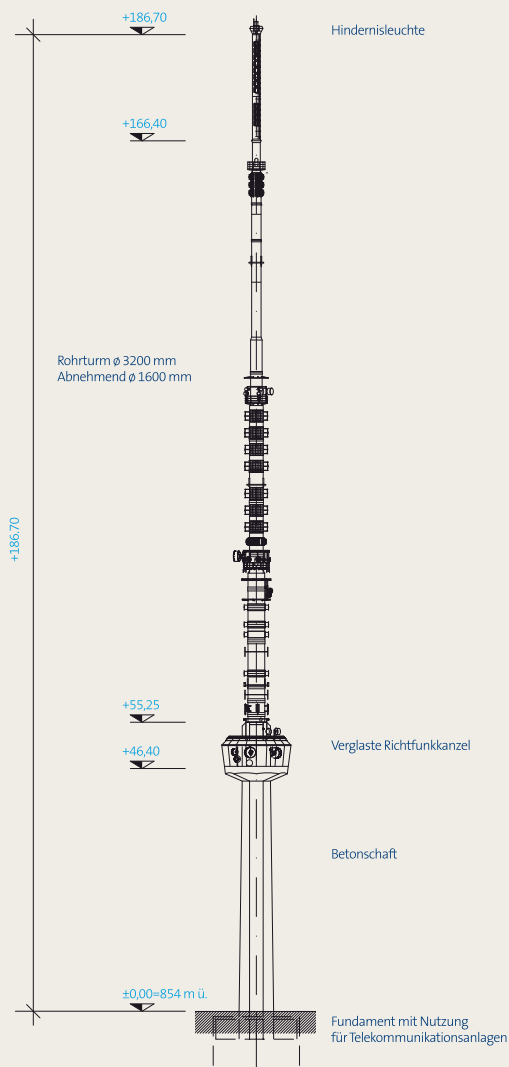 +186,70
Hindernisleuchte
+166,40
Rohrturm ø 3200 mm
Abnehmend ø 1600 mm
+186.70
+55,25
Verglaste Richtfunkkanzel
+46,40
Betonschaft
±0,00=854 m ü.
Fundament mit Nutzung
für Telekommunikationsanlagen